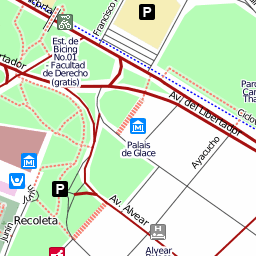 Francisco
Est. de
Bicing
No.01
- Facultad
de Derecho
(gratis)
P
Av. del Libertador
Ciclov
Palais
de Glace
Ayacucho
P
Av. Alvear
Recoleta
Junín
H
Alvear